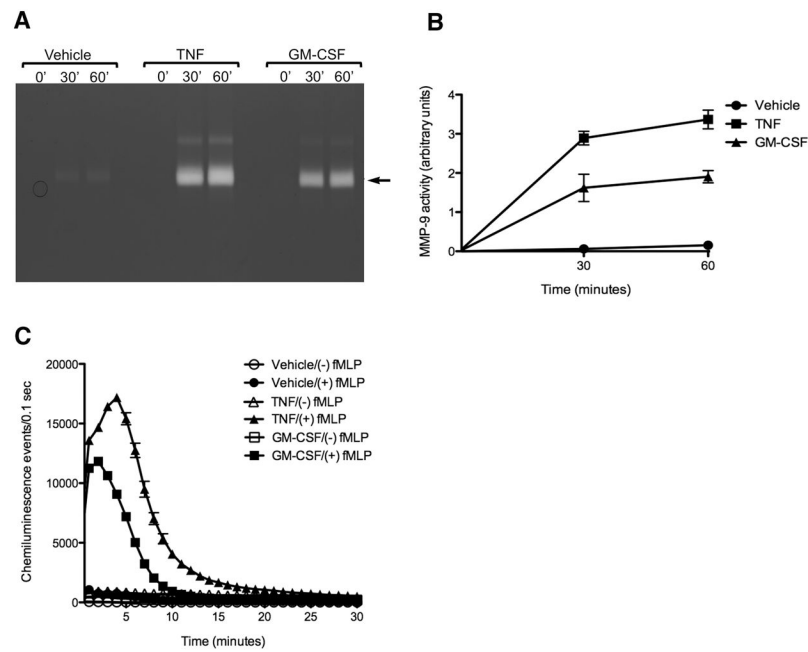 A
Vehicle TNF GM-CSF
0' 30' 60' 0' 30' 60' 0' 30' 60'
B
MMP-9 activity (arbitrary units)
4
3
2
1
0
30 60
Time (minutes)
Vehicle
TNF
GM-CSF
C
Chemiluminescence events/0.1 sec
20000
15000
10000
5000
0
5 10 15 20 25 30
Time (minutes)
Vehicle/(-) fMLP
Vehicle/(+) fMLP
TNF/(-) fMLP
TNF/(+) fMLP
GM-CSF/(-) fMLP
GM-CSF/(+) fMLP